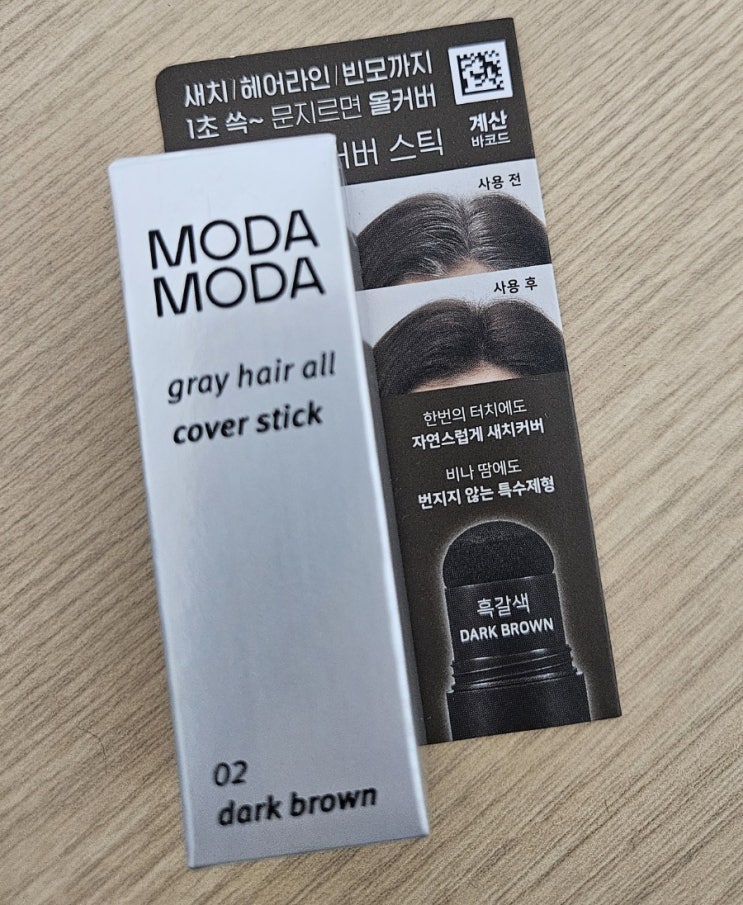 MODA
MODA
gray hair all
cover stick
02
dark brown
새치/헤어라인/빈모까지
1초 쓱~ 문지르면 올커버
스틱
계산
바코드
사용 전
사용 후
한번의 터치에도
자연스럽게 새치커버
비나 땀에도
번지지 않는 특수제형
흑갈색
DARK BROWN